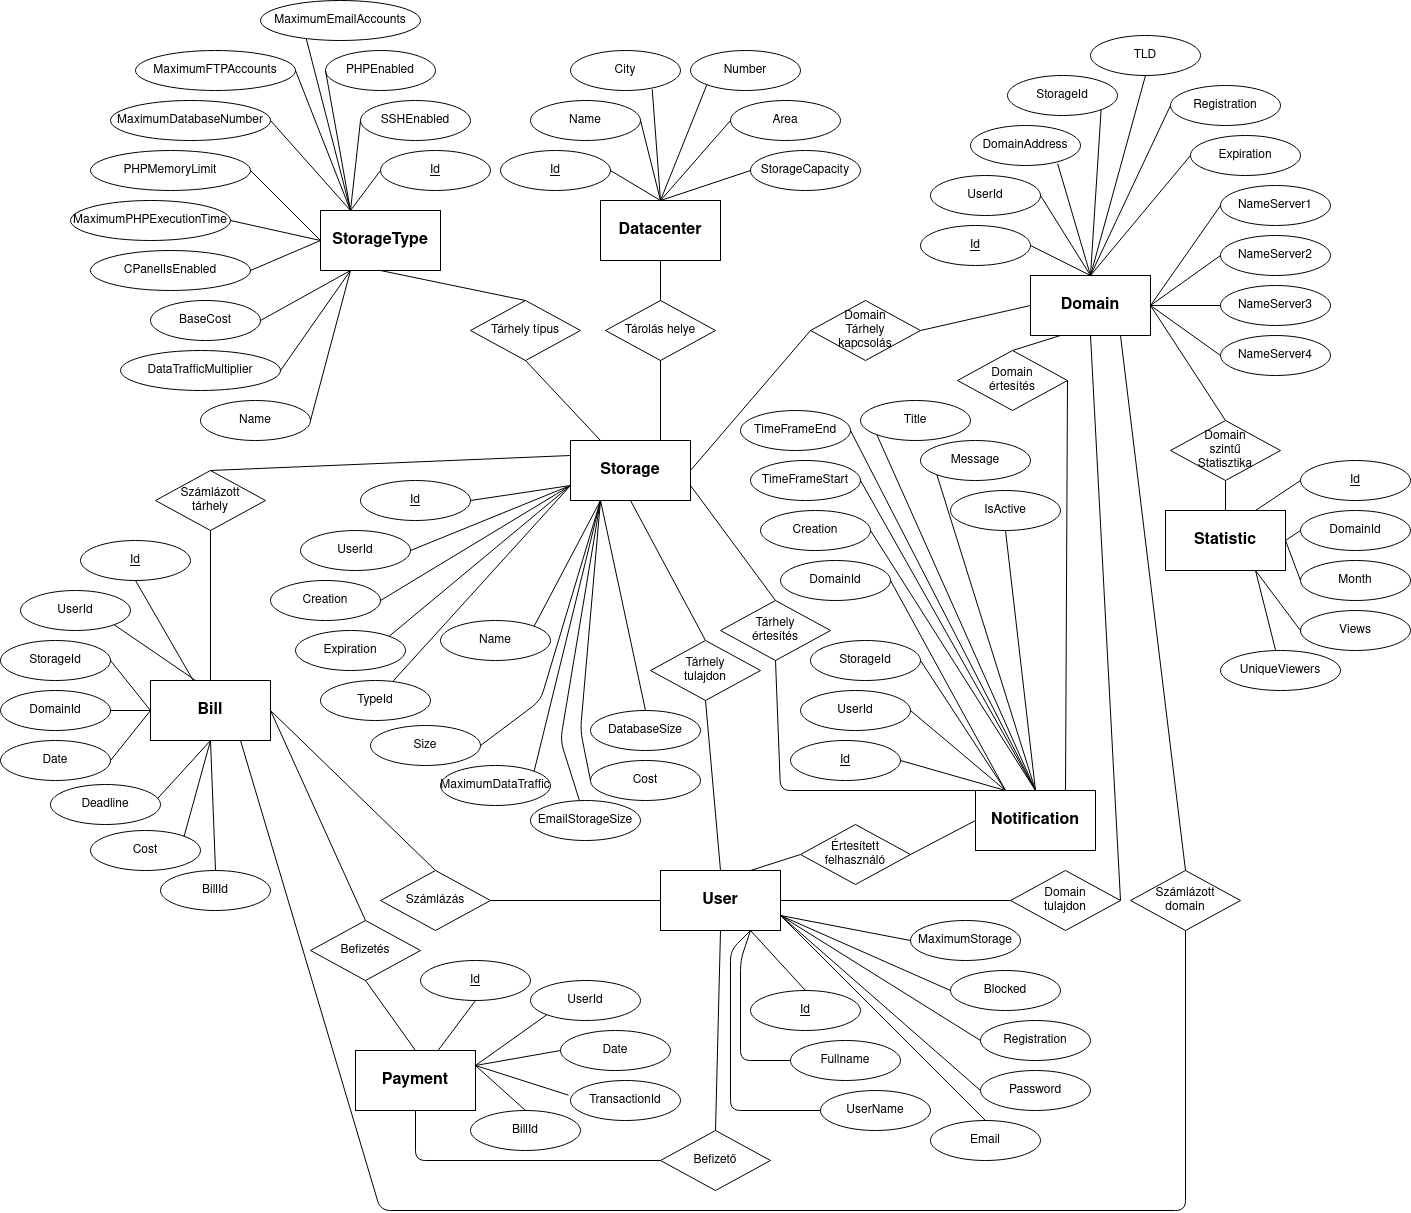 MaximumEmailAccounts
MaximumFTPAccounts
PHPEnabled
MaximumDatabaseNumber
SSHEnabled
PHPMemoryLimit
Id
MaximumPHPExecutionTime
StorageType
CPanelIsEnabled
BaseCost
DataTrafficMultiplier
Name
City
Number
Name
Area
Id
StorageCapacity
Datacenter
TLD
StorageId
Registration
DomainAddress
Expiration
UserId
NameServer1
Id
NameServer2
Domain
NameServer3
NameServer4
Tárhely típus
Tárolás helye
Domain
Tárhely
kapcsolás
Domain
értesítés
Domain
szintű
Statisztika
Storage
Számlázott
tárhely
Id
UserId
Creation
Expiration
TypeId
Name
Size
MaximumDataTraffic
EmailStorageSize
Cost
DatabaseSize
Tárhely
tulajdon
Tárhely
értesítés
TimeFrameEnd
Title
TimeFrameStart
Message
Creation
IsActive
DomainId
StorageId
UserId
Id
Notification
Id
DomainId
Statistic
Month
Views
UniqueViewers
Id
UserId
StorageId
DomainId
Bill
Date
Deadline
Cost
BillId
Számlázás
Befizetés
Értesített
felhasználó
User
Domain
tulajdon
Számlázott
domain
MaximumStorage
Blocked
Id
Registration
Fullname
Password
UserName
Email
Id
UserId
Date
Payment
TransactionId
BillId
Befizető